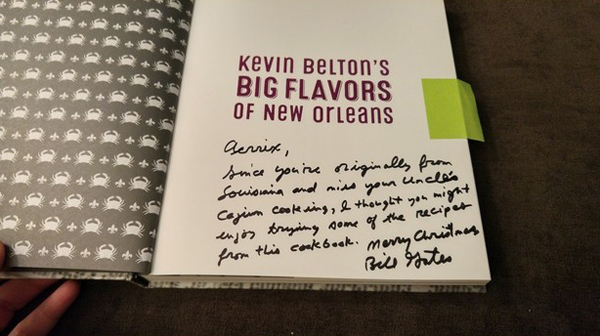 Kevin Belton's
BIG FLAVORS
OF New Orleans
Aerrix,
Since you're originally from
Louisiana and miss your Uncle's
Cajun cooking, I thought you might
enjoy trying some of the recipes
from this cookbook. Merry Christmas
Bill Gates